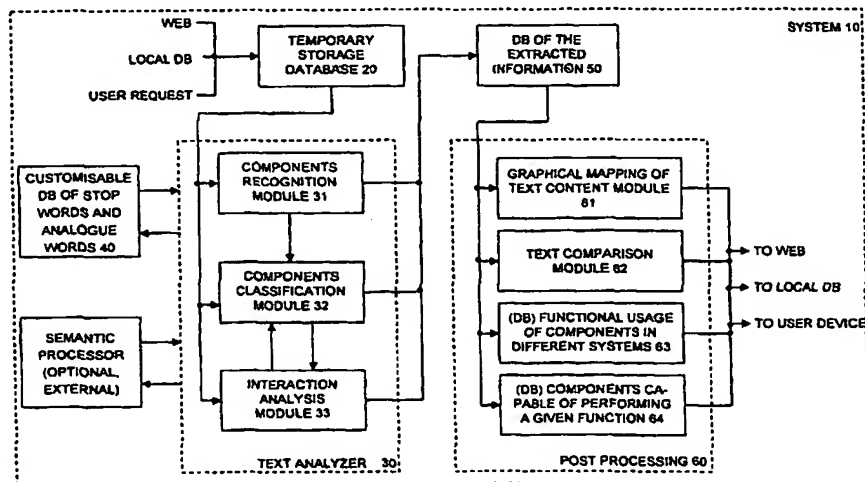 WEB
LOCAL DB
USER REQUEST
TEMPORARY
STORAGE
DATABASE 20
DB OF THE
EXTRACTED
INFORMATION 50
SYSTEM 10
CUSTOMISABLE
DB OF STOP
WORDS AND
ANALOGUE
WORDS 40
SEMANTIC
PROCESSOR
(OPTIONAL,
EXTERNAL)
COMPONENTS
RECOGNITION
MODULE 31
COMPONENTS
CLASSIFICATION
MODULE 32
INTERACTION
ANALYSIS
MODULE 33
TEXT ANALYZER 30
GRAPHICAL MAPPING OF
TEXT CONTENT MODULE
61
TEXT COMPARISON
MODULE 62
(DB) FUNCTIONAL USAGE
OF COMPONENTS IN
DIFFERENT SYSTEMS 63
(DB) COMPONENTS CA-
PABLE OF PERFORMING
A GIVEN FUNCTION 64
POST PROCESSING 60
TO WEB
TO LOCAL DB
TO USER DEVICE